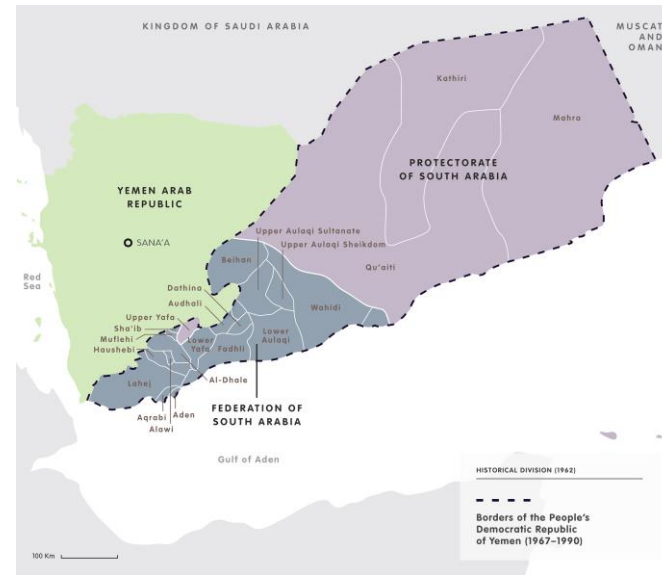 KINGDOM OF SAUDI ARABIA
MUSCAT
AND
OMAN
Kathiri
Mahra
PROTECTORATE
OF SOUTH ARABIA
YEMEN ARAB
REPUBLIC
SANA'A
Upper Aulaqi Sultanate
Upper Aulaqi Sheikdom
Beihan
Qu'aiti
Red
Sea
Dathina
Audhali
Wahidi
Upper Yafa
Sha'ib
Muflehi
Haushebi
Lower
Yafa
Fadhli
Lower
Aulaqi
Lahej
Al-Dhale
Aqrabi
Aden
Alawi
FEDERATION OF
SOUTH ARABIA
Gulf of Aden
HISTORICAL DIVISION (1962)
Borders of the People's
Democratic Republic
of Yemen (1967–1990)
100 Km